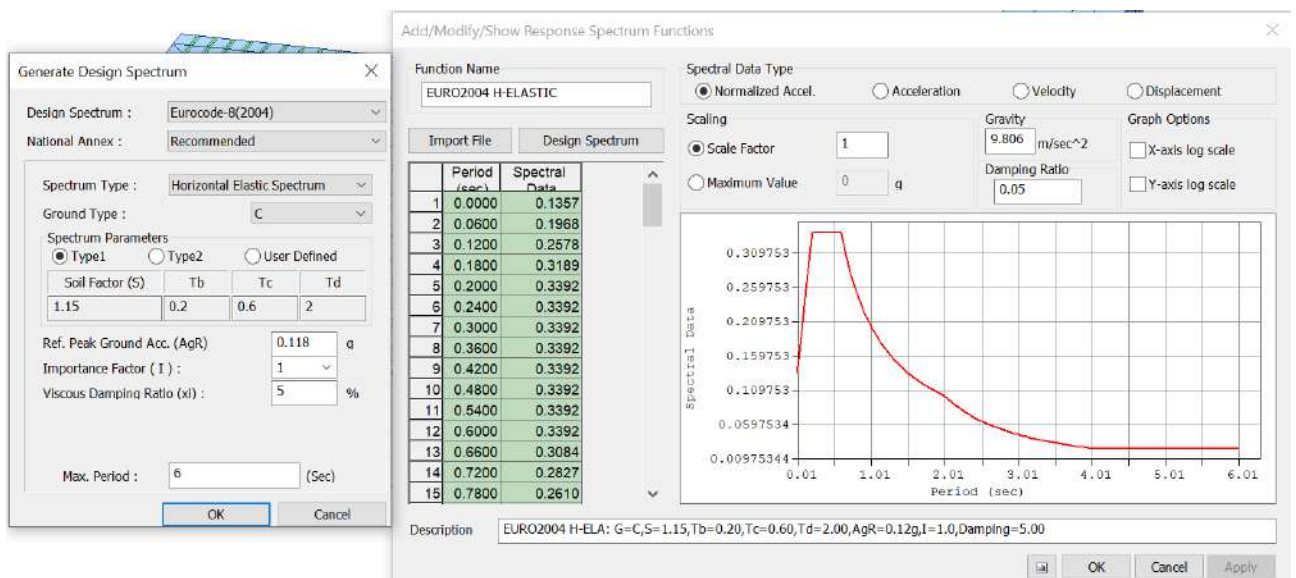 Generate Design Spectrum
Design Spectrum :
Eurocode-8(2004)
National Annex :
Recommended
Spectrum Type :
Horizontal Elastic Spectrum
Ground Type :
C
Spectrum Parameters
Type1 Type2 User Defined
Soil Factor (S) Tb Tc Td
1.15 0.2 0.6 2
Ref. Peak Ground Acc. (AgR)
0.118 g
Importance Factor ( I ) :
1
Viscous Damping Ratio (xi) :
5 %
Max. Period :
6 (Sec)
OK Cancel
Add/Modify/Show Response Spectrum Functions
Function Name
EURO2004 H-ELASTIC
Import File Design Spectrum
Spectral Data Type
Normalized Accel. Acceleration Velocity Displacement
Scaling
Scale Factor 1
Maximum Value 0 g
Gravity
9.806 m/sec^2
Damping Ratio
0.05
Graph Options
X-axis log scale
Y-axis log scale
Period Spectral
(sec) Data
1 0.0000 0.1357
2 0.0600 0.1968
3 0.1200 0.2578
4 0.1800 0.3189
5 0.2000 0.3392
6 0.2400 0.3392
7 0.3000 0.3392
8 0.3600 0.3392
9 0.4200 0.3392
10 0.4800 0.3392
11 0.5400 0.3392
12 0.6000 0.3392
13 0.6600 0.3084
14 0.7200 0.2827
15 0.7800 0.2610
Spectral Data
0.309753
0.259753
0.209753
0.159753
0.109753
0.0597534
0.00975344
0.01 1.01 2.01 3.01 4.01 5.01 6.01
Period (sec)
Description
EURO2004 H-ELA: G=C,S=1.15,Tb=0.20,Tc=0.60,Td=2.00,AgR=0.12g,I=1.0,Damping=5.00
OK Cancel Apply